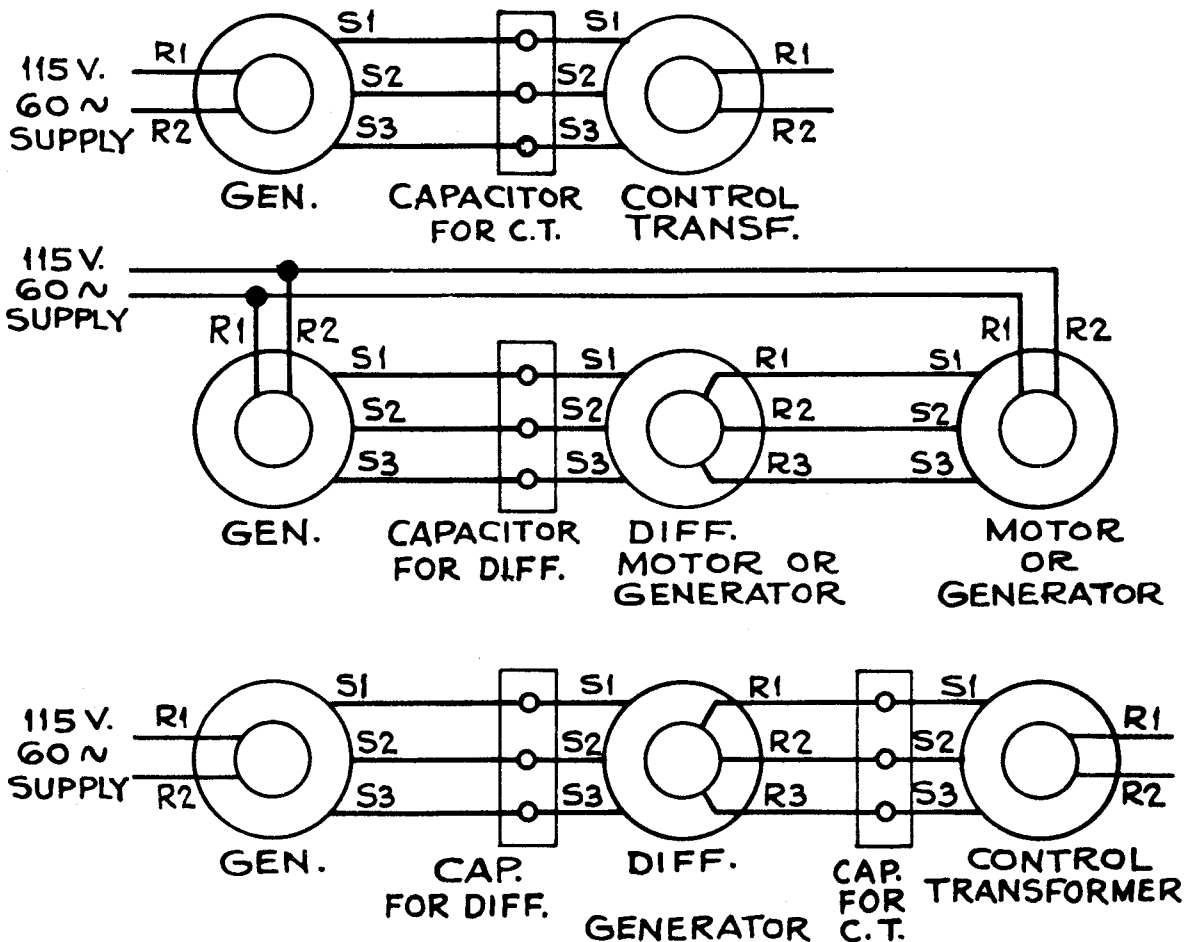 S1 S1
115 V. R1 R1
60 ~ S2 S2
SUPPLY R2 S3 S3 R2
GEN. CAPACITOR CONTROL
FOR C.T. TRANSF.
115 V.
60 ~
SUPPLY R1 R2 R1 R2
S1 S1 R1 S1
S2 S2 R2 S2
S3 S3 R3 S3
GEN. CAPACITOR DIFF. MOTOR
FOR DIFF. MOTOR OR OR
GENERATOR GENERATOR
S1 S1 R1 S1
115 V. R1 R1
60 ~ S2 S2 R2 S2
SUPPLY R2 S3 S3 R3 S3 R2
GEN. CAP. DIFF. CAP. CONTROL
FOR DIFF. FOR TRANSFORMER
GENERATOR C.T.